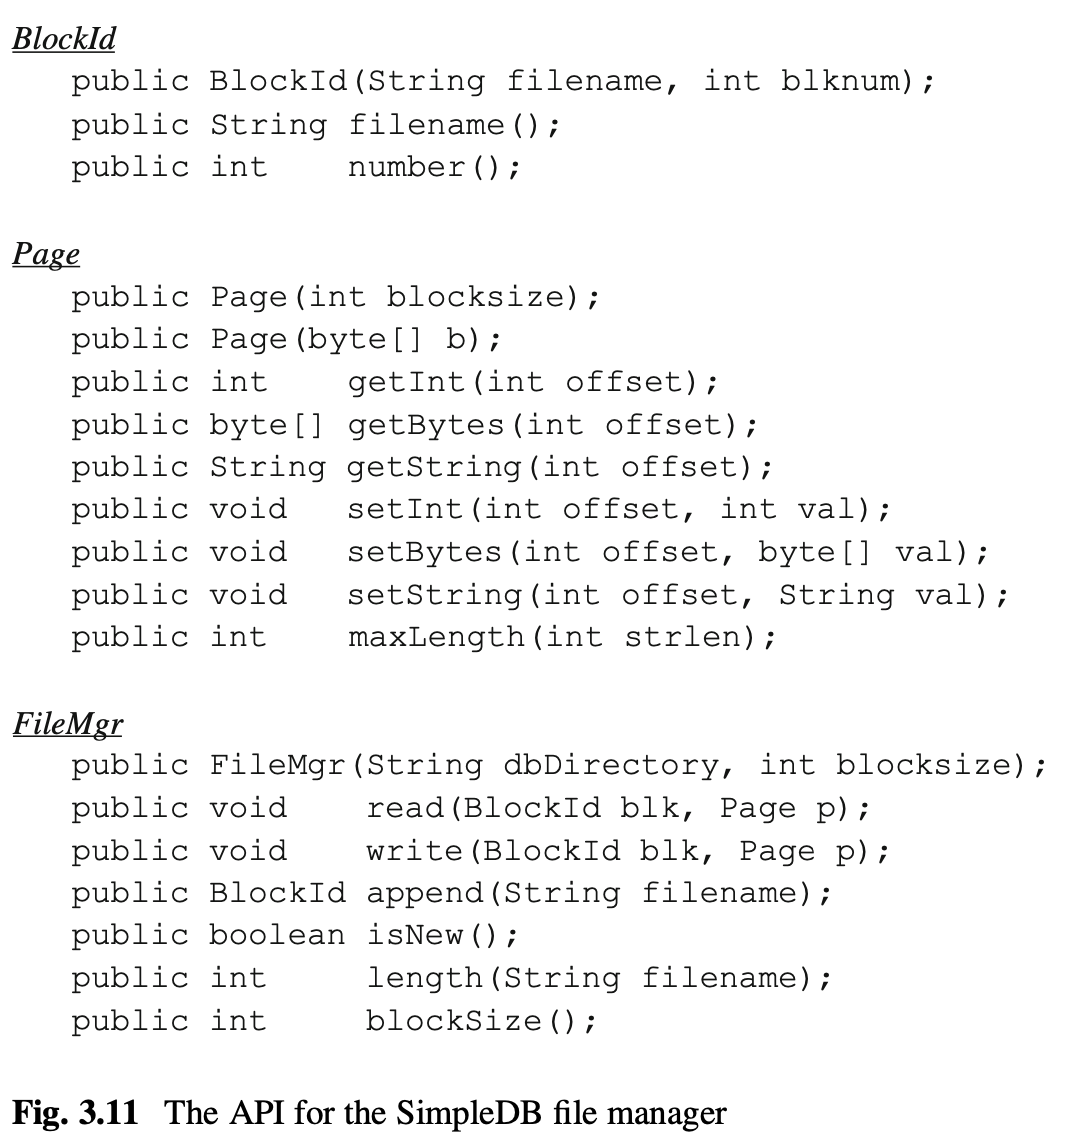 BlockId
public BlockId(String filename, int blknum);
public String filename();
public int number();
Page
public Page(int blocksize);
public Page(byte[] b);
public int getInt(int offset);
public byte[] getBytes(int offset);
public String getString(int offset);
public void setInt(int offset, int val);
public void setBytes(int offset, byte[] val);
public void setString(int offset, String val);
public int maxLength(int strlen);
FileMgr
public FileMgr(String dbDirectory, int blocksize);
public void read(BlockId blk, Page p);
public void write(BlockId blk, Page p);
public BlockId append(String filename);
public boolean isNew();
public int length(String filename);
public int blockSize();
Fig. 3.11 The API for the SimpleDB file manager